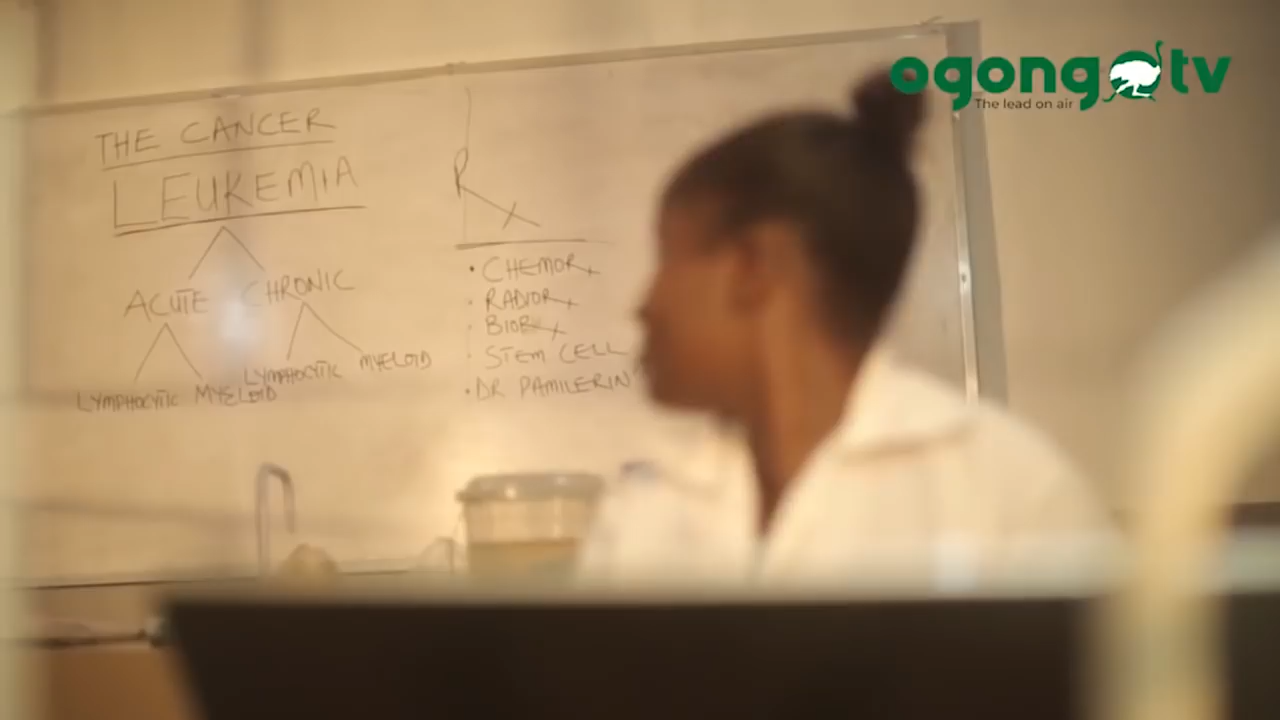 ogongotv
The lead on air
THE CANCER
LEUKEMIA
ACUTE CHRONIC
LYMPHOCYTIC MYELOID
LYMPHOCYTIC MYELOID
Rx
• CHEMORx
• RADIORx
• BIORx
• STEM CELL
• DR PAMILERIN